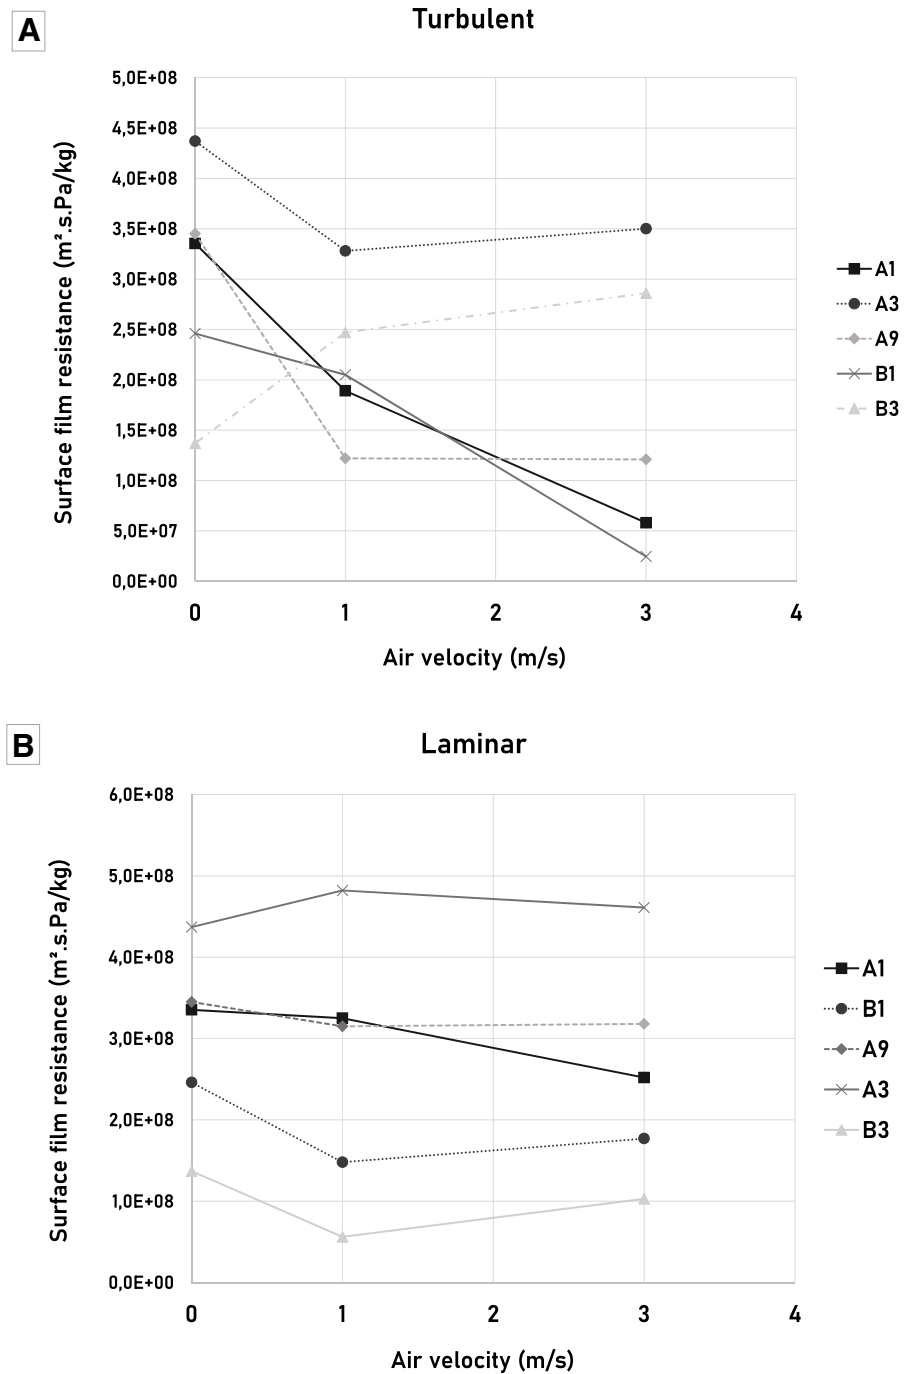 A
Turbulent
Surface film resistance (m².s.Pa/kg)
5,0E+08
4,5E+08
4,0E+08
3,5E+08
3,0E+08
2,5E+08
2,0E+08
1,5E+08
1,0E+08
5,0E+07
0,0E+00
0 1 2 3 4
Air velocity (m/s)
A1
A3
A9
B1
B3
B
Laminar
Surface film resistance (m².s.Pa/kg)
6,0E+08
5,0E+08
4,0E+08
3,0E+08
2,0E+08
1,0E+08
0,0E+00
0 1 2 3 4
Air velocity (m/s)
A1
B1
A9
A3
B3